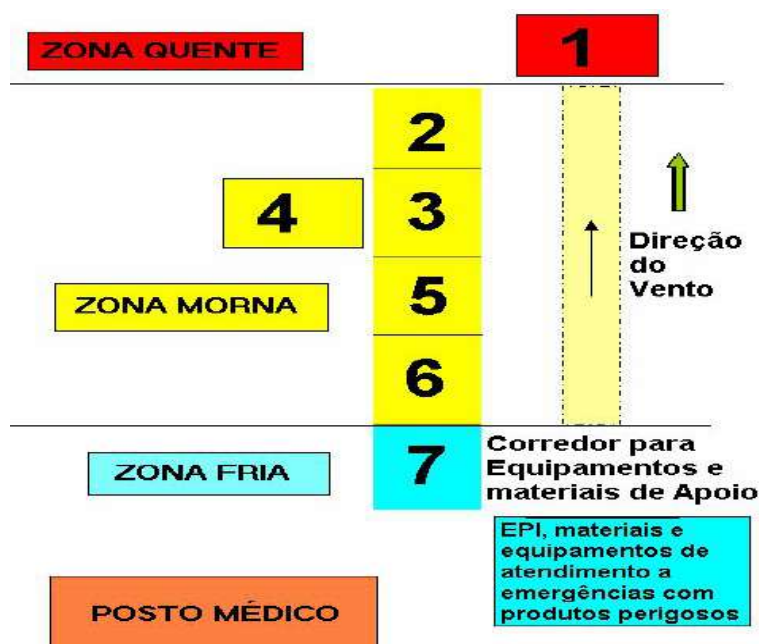 ZONA QUENTE
1
2
4
3
Direção
do
Vento
ZONA MORNA
5
6
ZONA FRIA
7
Corredor para
Equipamentos e
materiais de Apoio
EPI, materiais e
equipamentos de
atendimento a
emergências com
produtos perigosos
POSTO MÉDICO